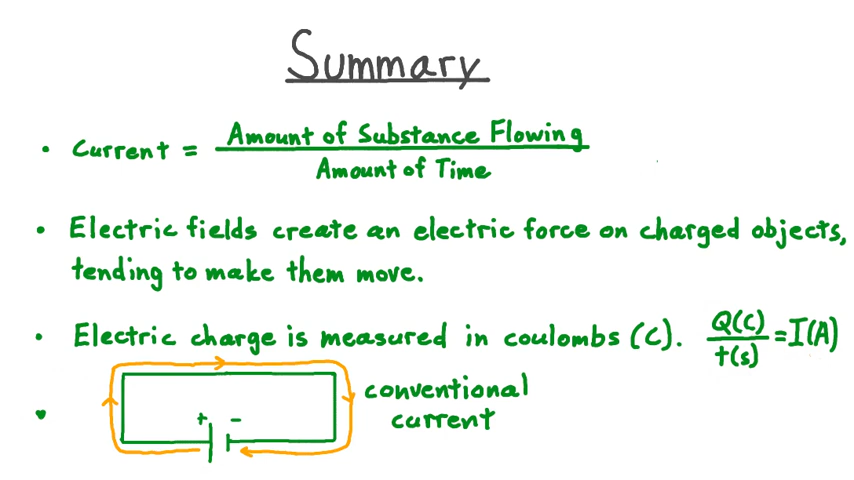 Summary
• Current = Amount of Substance Flowing
Amount of Time
• Electric fields create an electric force on charged objects,
tending to make them move.
• Electric charge is measured in coulombs (C). Q(C)/t(s) = I(A)
• + - conventional
current